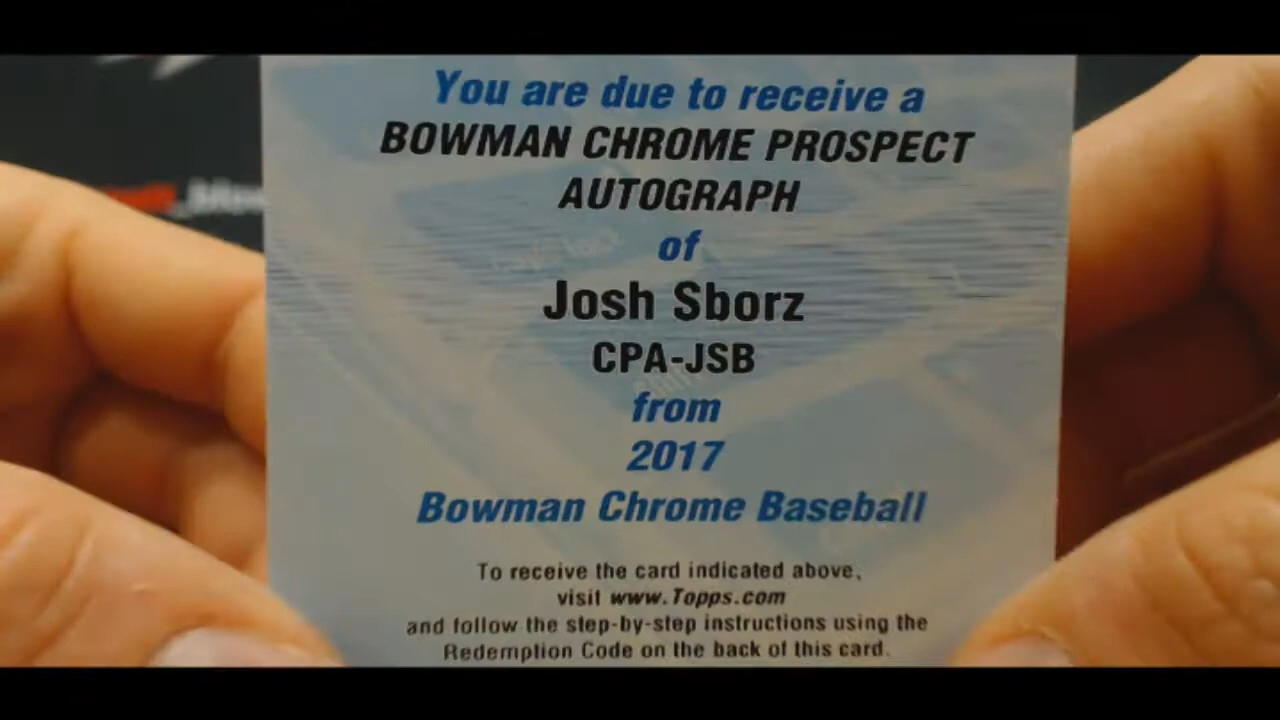 You are due to receive a
BOWMAN CHROME PROSPECT
AUTOGRAPH
of
Josh Sborz
CPA-JSB
from
2017
Bowman Chrome Baseball
To receive the card indicated above,
visit www.Topps.com
and follow the step-by-step instructions using the
Redemption Code on the back of this card.